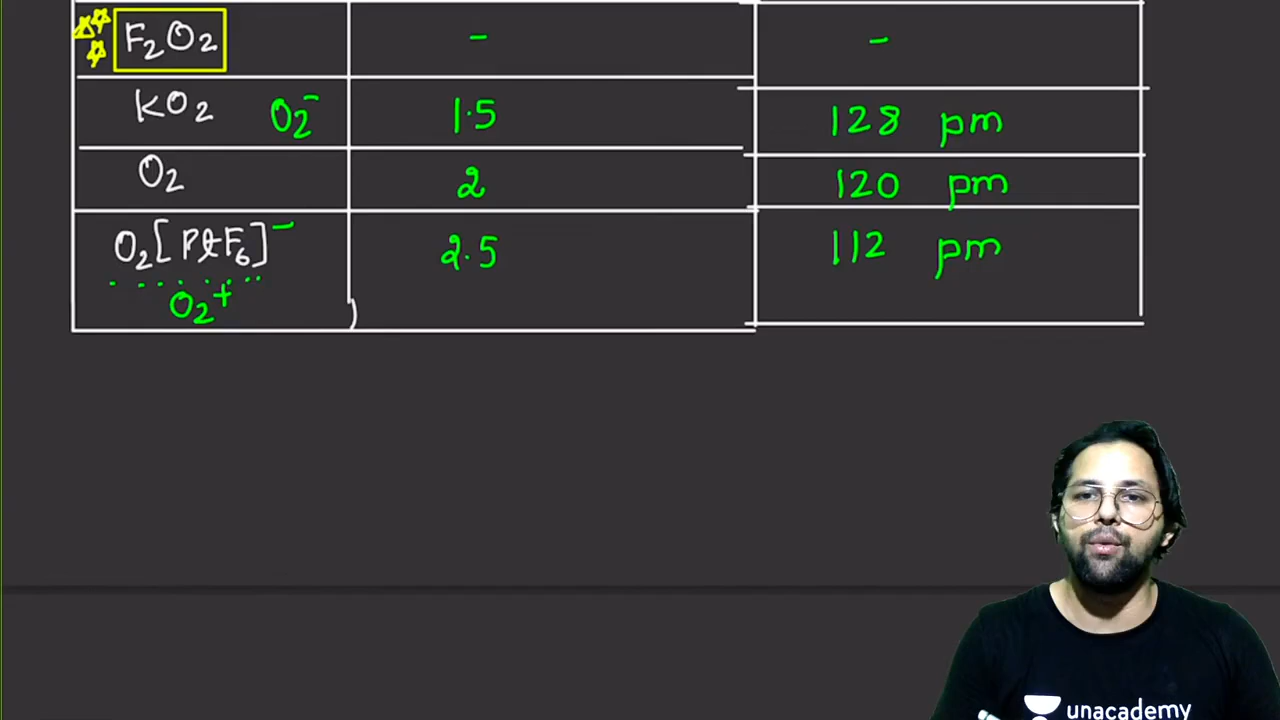 F2O2 - -
KO2 O2⁻ 1.5 128 pm
O2 2 120 pm
O2[PtF6]⁻ 2.5 112 pm
O2+
unacademy